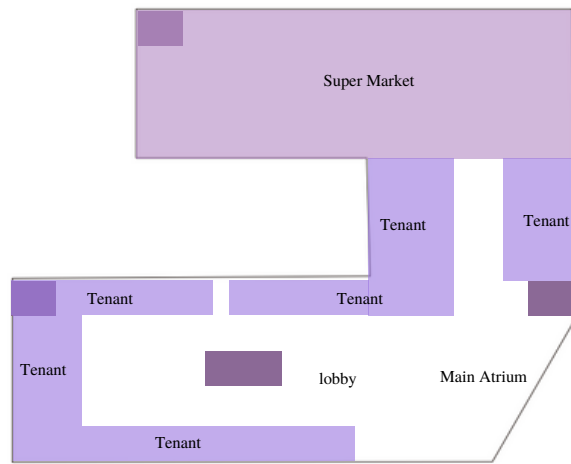 Super Market
Tenant
Tenant
Tenant
Tenant
Tenant
lobby
Main Atrium
Tenant